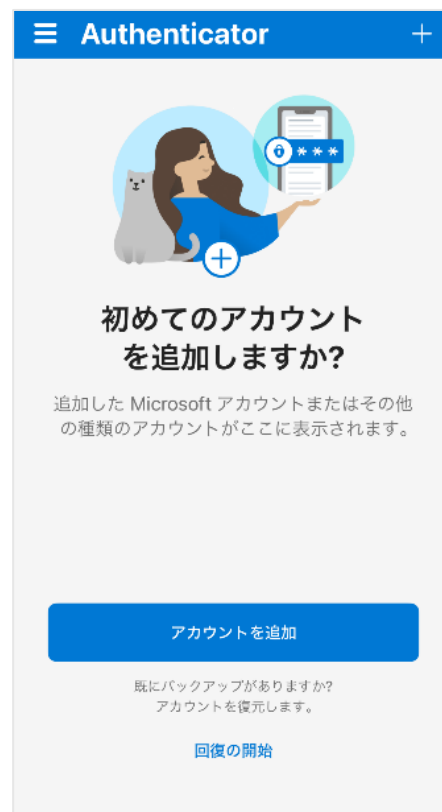 Authenticator
***
初めてのアカウント
を追加しますか?
追加した Microsoft アカウントまたはその他
の種類のアカウントがここに表示されます。
アカウントを追加
既にバックアップがありますか?
アカウントを復元します。
回復の開始